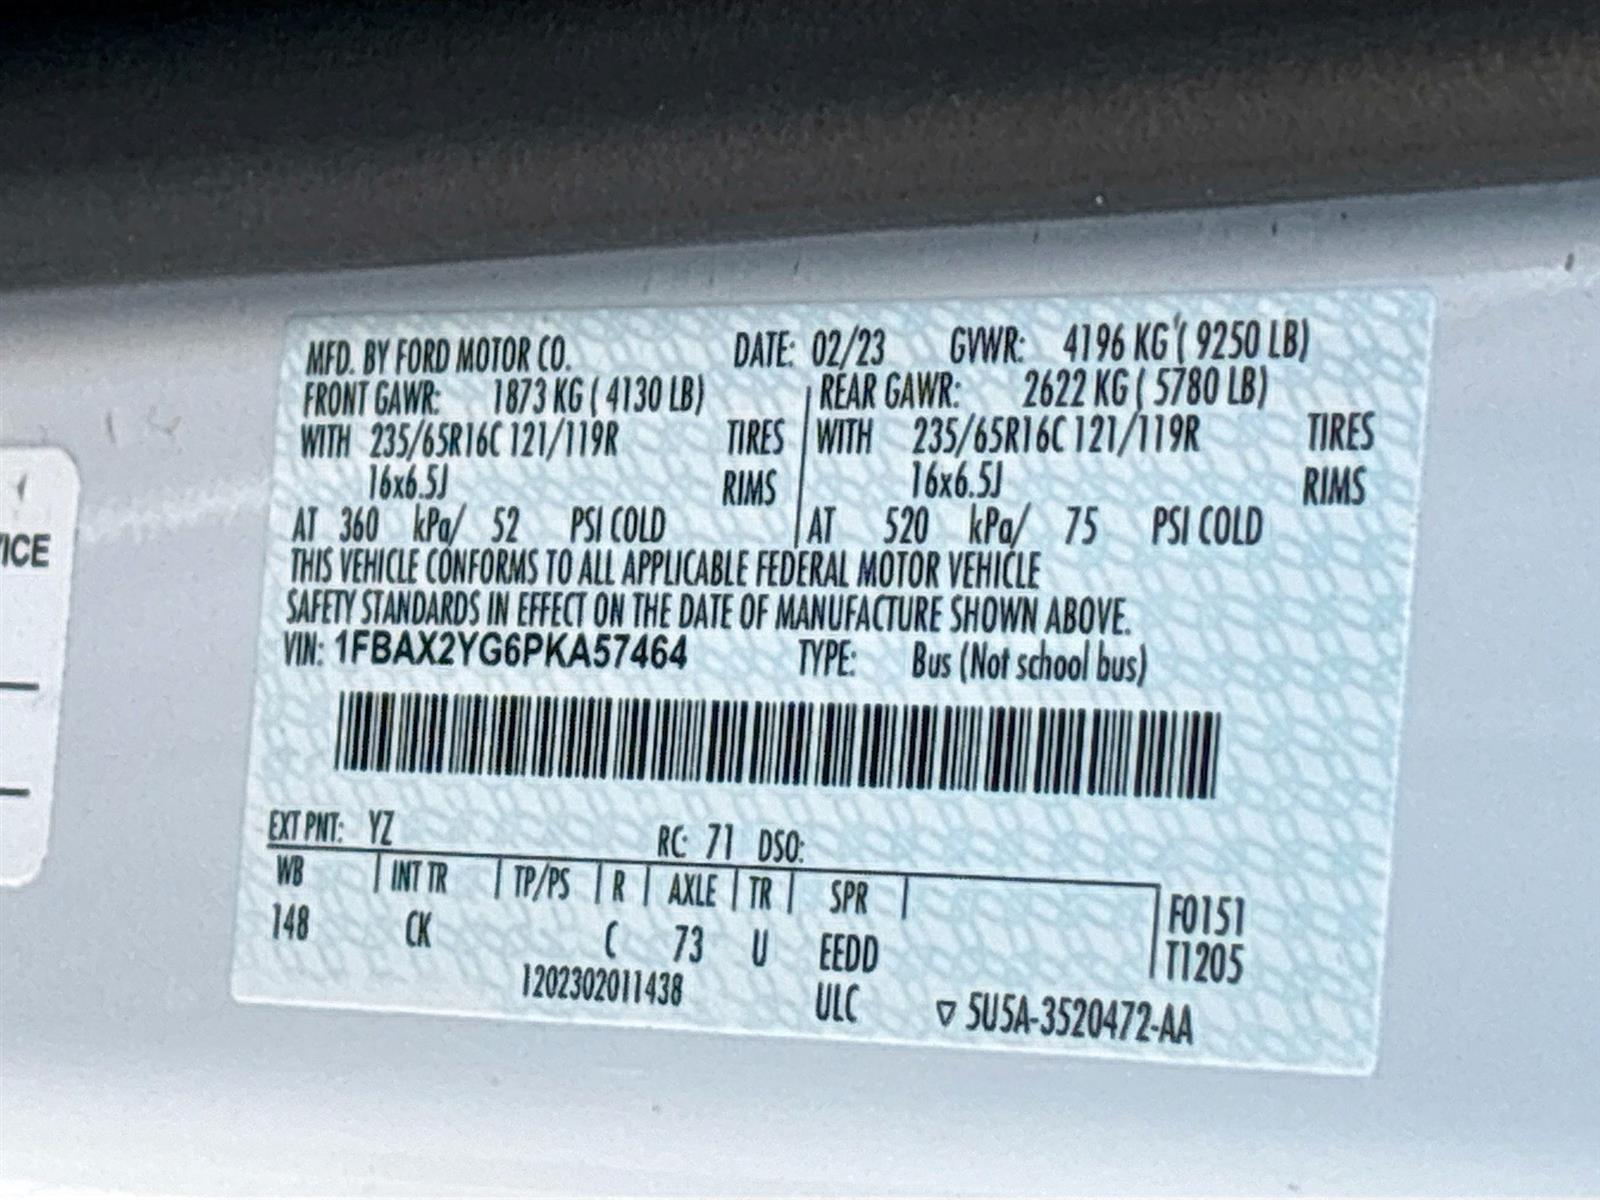 MFD. BY FORD MOTOR CO. DATE: 02/23 GVWR: 4196 KG ( 9250 LB)
FRONT GAWR: 1873 KG ( 4130 LB) REAR GAWR: 2622 KG ( 5780 LB)
WITH 235/65R16C 121/119R TIRES WITH 235/65R16C 121/119R TIRES
16x6.5J RIMS 16x6.5J RIMS
AT 360 kPa/ 52 PSI COLD AT 520 kPa/ 75 PSI COLD
THIS VEHICLE CONFORMS TO ALL APPLICABLE FEDERAL MOTOR VEHICLE
SAFETY STANDARDS IN EFFECT ON THE DATE OF MANUFACTURE SHOWN ABOVE.
VIN: 1FBAX2YG6PKA57464 TYPE: Bus (Not school bus)
EXT PNT: YZ RC: 71 DSO:
WB INT TR TP/PS R AXLE TR SPR F0151
148 CK C 73 U EEDD T1205
1202302011438 ULC ▽ 5U5A-3520472-AA